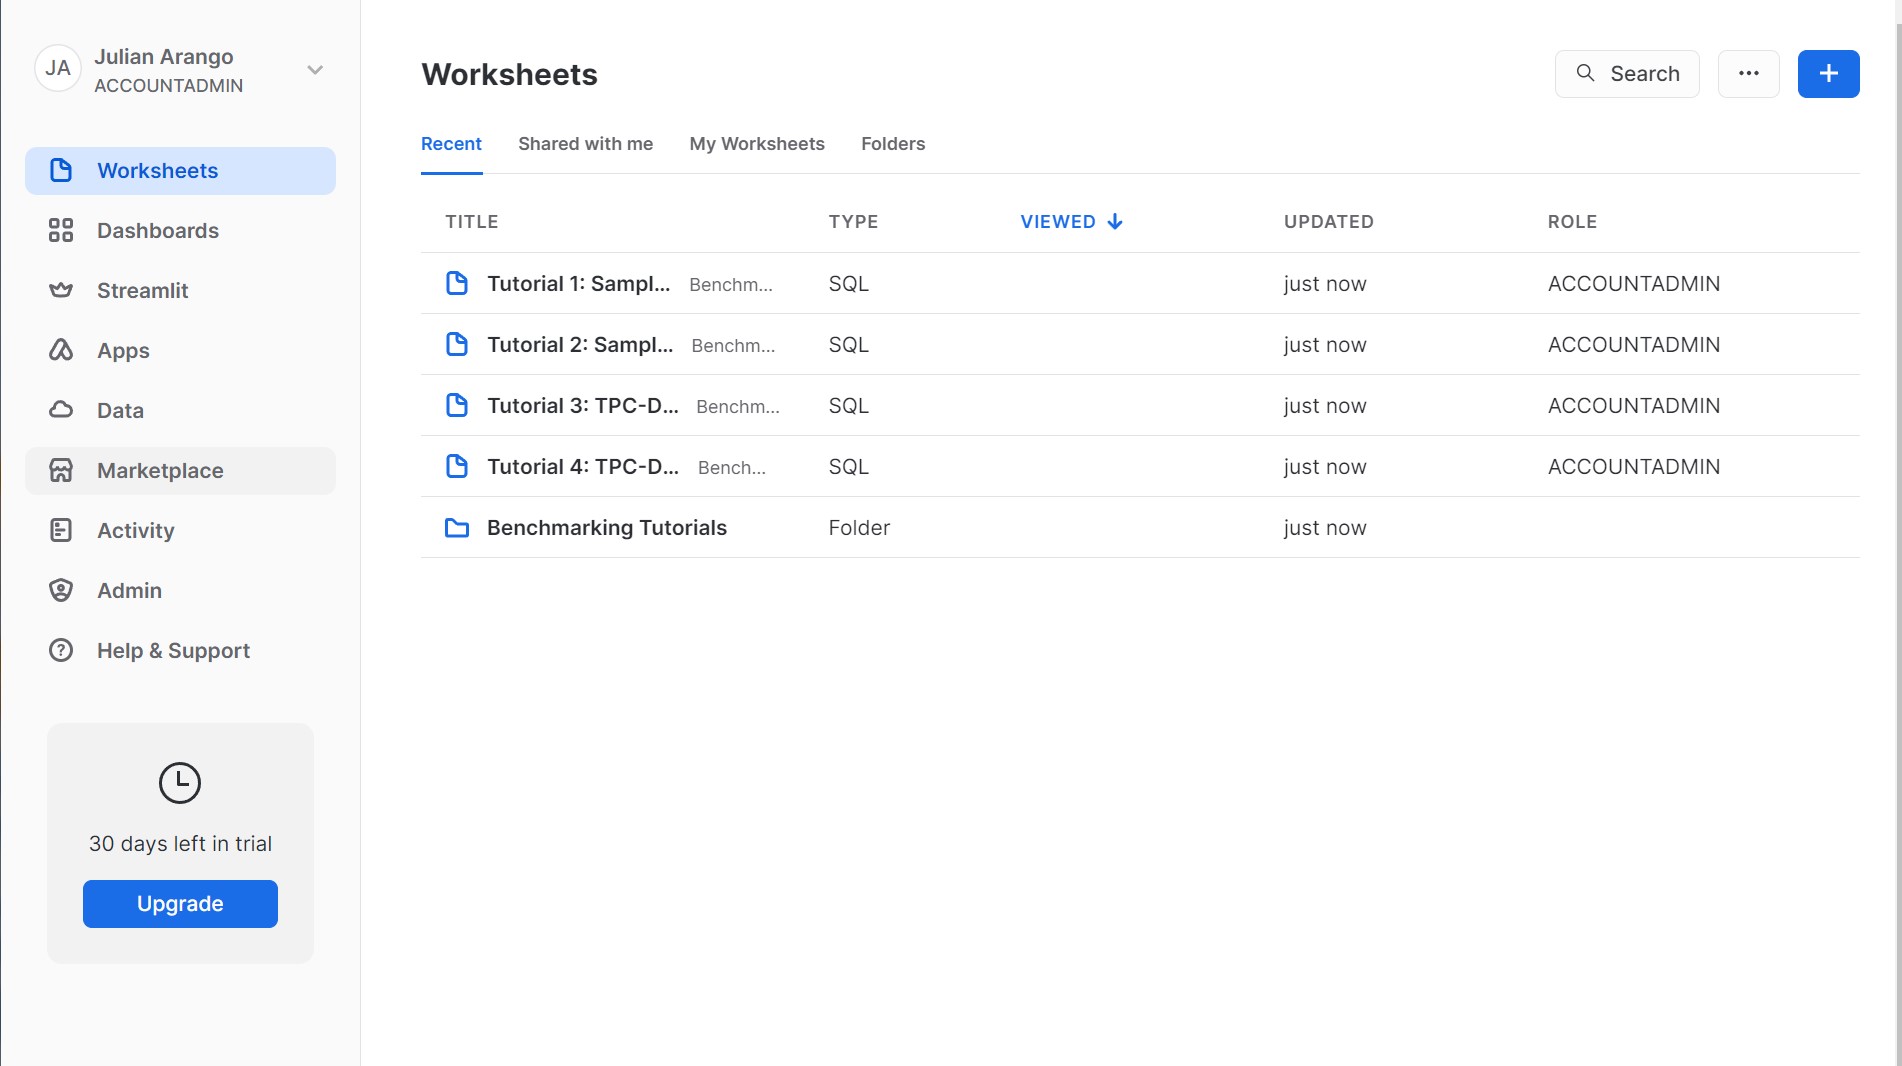 JA
Julian Arango
ACCOUNTADMIN
Worksheets
Dashboards
Streamlit
Apps
Data
Marketplace
Activity
Admin
Help & Support
30 days left in trial
Upgrade
Worksheets
Search
Recent Shared with me My Worksheets Folders
TITLE TYPE VIEWED UPDATED ROLE
Tutorial 1: Sampl... Benchm... SQL just now ACCOUNTADMIN
Tutorial 2: Sampl... Benchm... SQL just now ACCOUNTADMIN
Tutorial 3: TPC-D... Benchm... SQL just now ACCOUNTADMIN
Tutorial 4: TPC-D... Bench... SQL just now ACCOUNTADMIN
Benchmarking Tutorials Folder just now